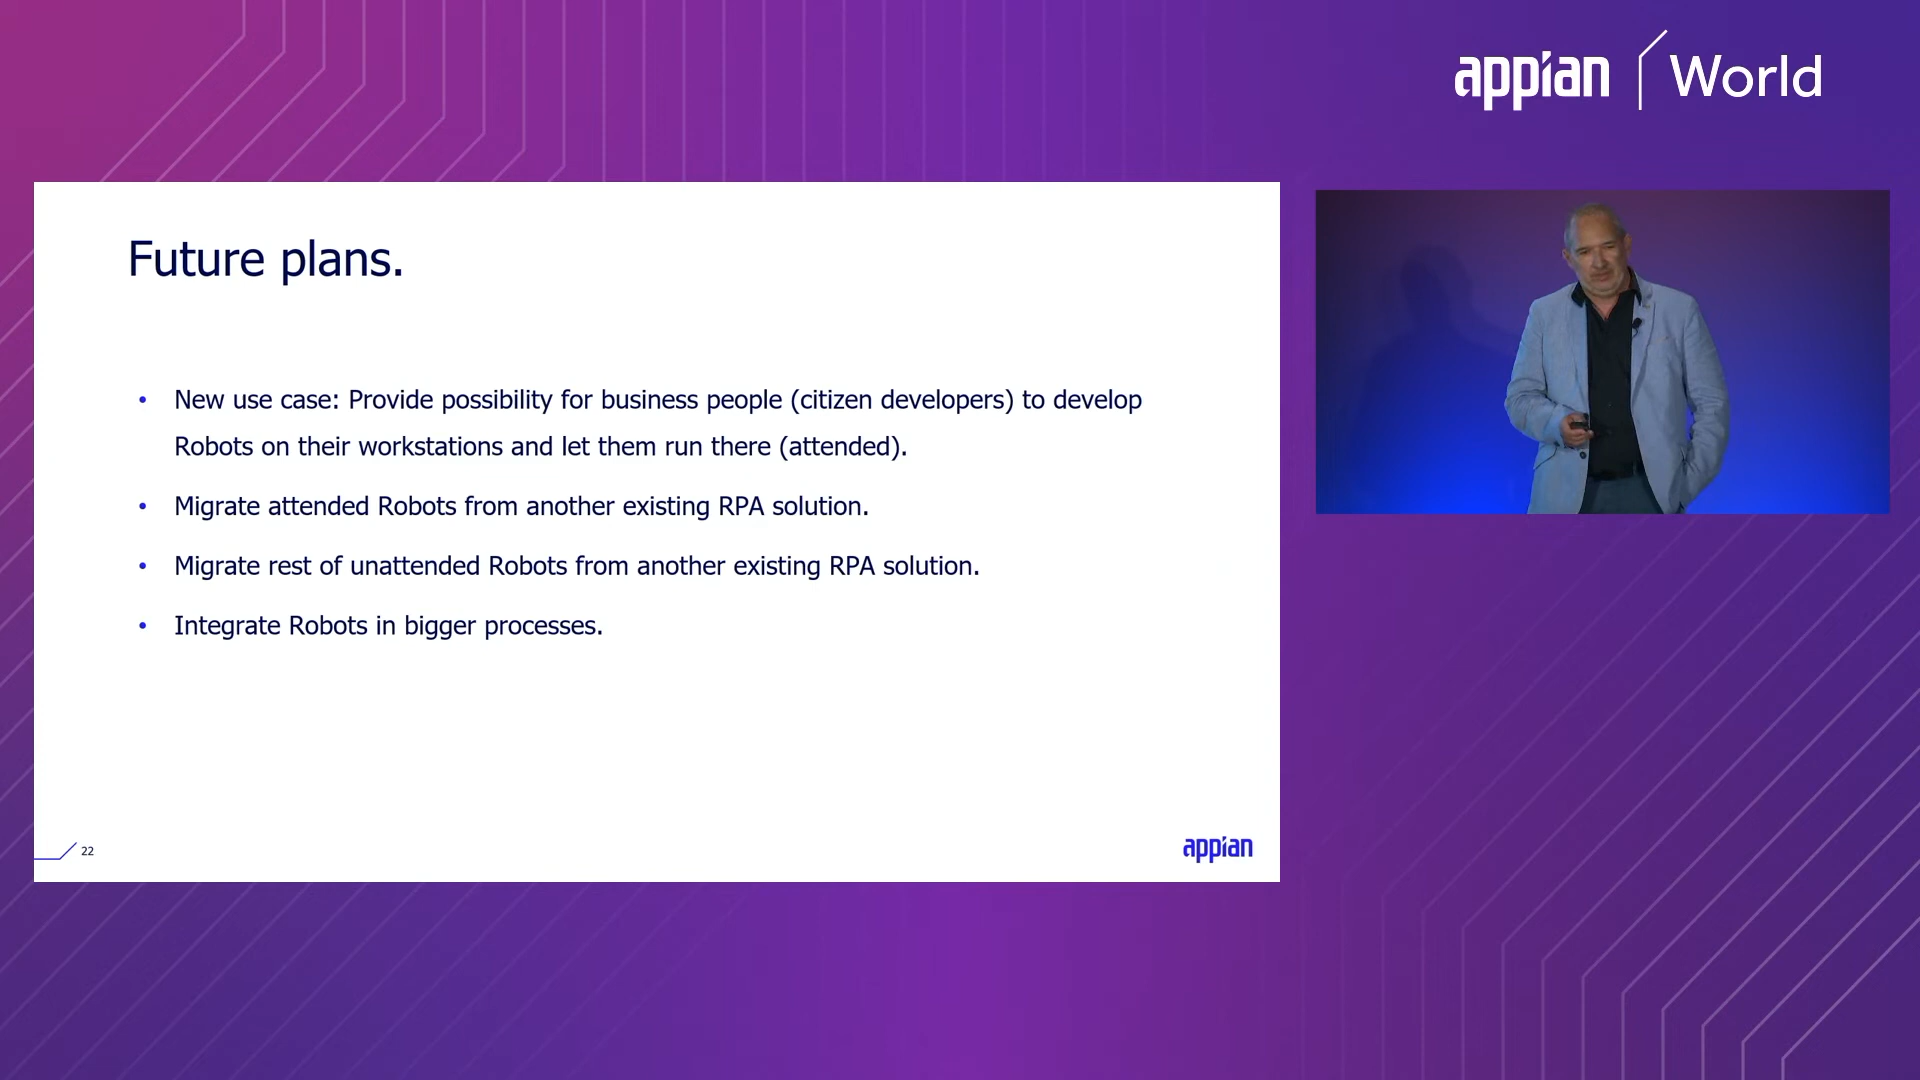 appian World
Future plans.
• New use case: Provide possibility for business people (citizen developers) to develop
Robots on their workstations and let them run there (attended).
• Migrate attended Robots from another existing RPA solution.
• Migrate rest of unattended Robots from another existing RPA solution.
• Integrate Robots in bigger processes.
22
appian